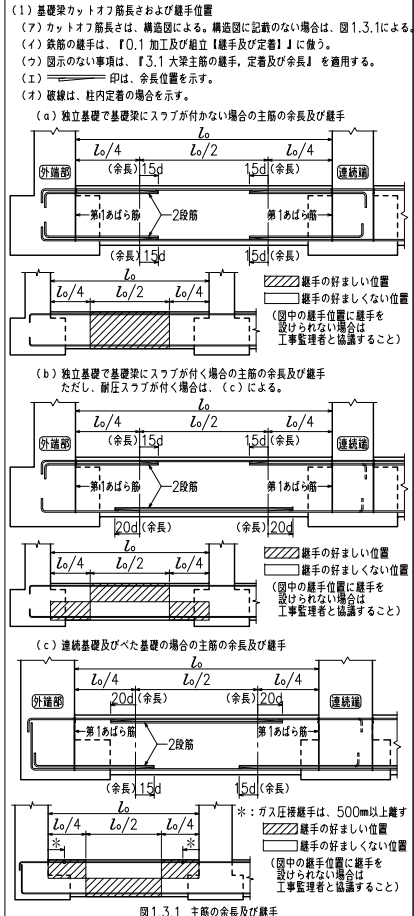 (1) 基礎梁カットオフ筋長さおよび継手位置
(ア) カットオフ筋長さは、構造図による。構造図に記載のない場合は、図1.3.1による。
(イ) 鉄筋の継手は、『0.1 加工及び組立【継手及び定着】』に倣う。
(ウ) 図示のない事項は、『3.1 大梁主筋の継手，定着及び余長』 を適用する。
(エ) 印は、余長位置を示す。
(オ) 破線は、柱内定着の場合を示す。
(a) 独立基礎で基礎梁にスラブが付かない場合の主筋の余長及び継手
lo
lo/4 lo/2 lo/4
外端部 (余長) 15d 15d (余長) 連続端
第1あばら筋 2段筋 第1あばら筋
(余長) 15d 15d (余長)
lo
lo/4 lo/2 lo/4
継手の好ましい位置
継手の好ましくない位置
(図中の継手位置に継手を
設けられない場合は
工事監理者と協議すること)
(b) 独立基礎で基礎梁にスラブが付く場合の主筋の余長及び継手
ただし、耐圧スラブが付く場合は、(c) による。
lo
lo/4 lo/2 lo/4
外端部 (余長) 15d 15d (余長) 連続端
第1あばら筋 2段筋 第1あばら筋
20d (余長) (余長) 20d
lo
lo/4 lo/2 lo/4
継手の好ましい位置
継手の好ましくない位置
(図中の継手位置に継手を
設けられない場合は
工事監理者と協議すること)
(c) 連続基礎及びべた基礎の場合の主筋の余長及び継手
lo
lo/4 lo/2 lo/4
外端部 20d (余長) (余長) 20d 連続端
第1あばら筋 2段筋 第1あばら筋
(余長) 15d 15d (余長)
lo
lo/4 lo/2 lo/4
* *
*：ガス圧接継手は、500mm以上離す
継手の好ましい位置
継手の好ましくない位置
(図中の継手位置に継手を
設けられない場合は
工事監理者と協議すること)
図1.3.1 主筋の余長及び継手